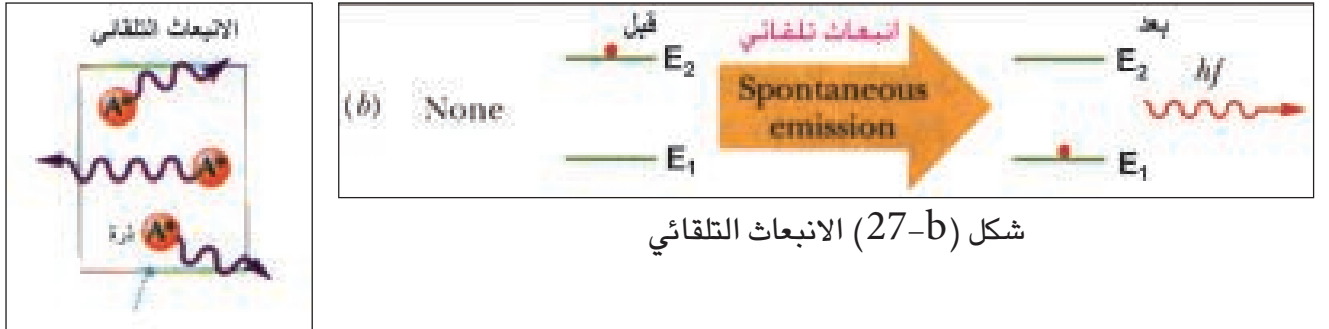 الانبعاث التلقائي
A*
A*
ذرة A*
قبل انبعاث تلقائي بعد
E2 E2 hf
(b) None Spontaneous
emission
E1 E1
شكل (27-b) الانبعاث التلقائي